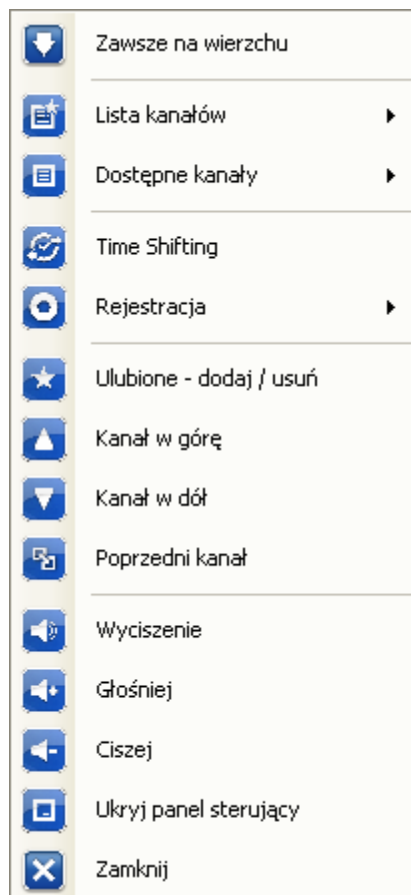 Zawsze na wierzchu
Lista kanałów
Dostępne kanały
Time Shifting
Rejestracja
Ulubione - dodaj / usuń
Kanał w górę
Kanał w dół
Poprzedni kanał
Wyciszenie
Głośniej
Ciszej
Ukryj panel sterujący
Zamknij